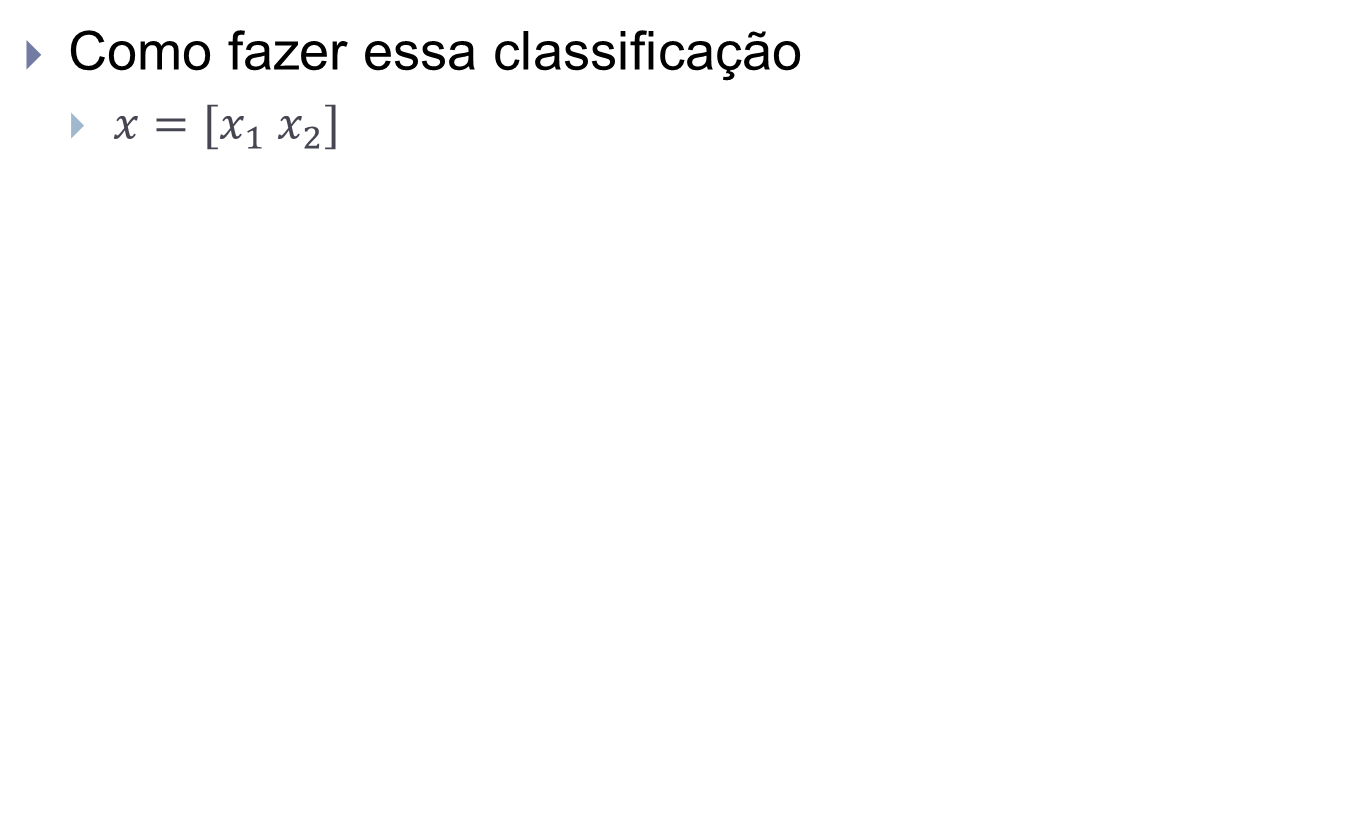 Como fazer essa classificação
𝑥 = [𝑥₁ 𝑥₂]